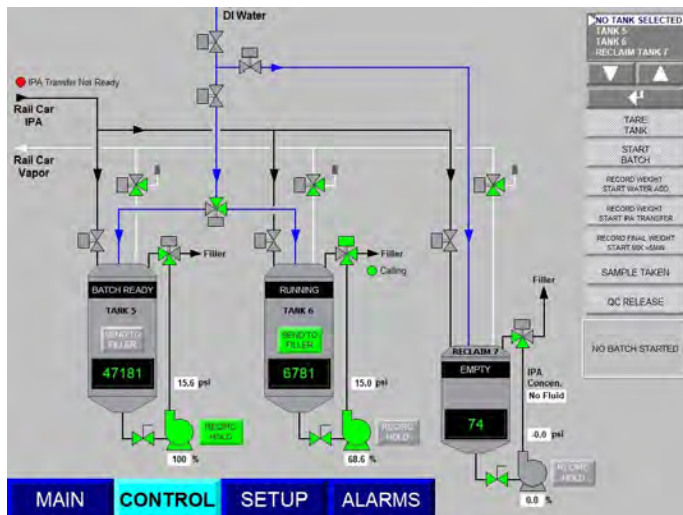 DI Water
IPA Transfer Not Ready
Rail Car
IPA
Rail Car
Vapor
Filler
Filler
Calling
Filler
BATCH READY
TANK 5
SEND TO
FILLER
47181
15.6 psi
RECIRC
HOLD
100 %
RUNNING
TANK 6
SEND TO
FILLER
6781
15.0 psi
RECIRC
HOLD
68.6 %
RECLAIM 7
EMPTY
74
IPA
Concen.
No Fluid
-0.0 psi
RECIRC
HOLD
0.0 %
NO TANK SELECTED
TANK 5
TANK 6
RECLAIM TANK 7
TARE
TANK
START
BATCH
RECORD WEIGHT
START WATER ADD
RECORD WEIGHT
START IPA TRANSFER
RECORD FINAL WEIGHT
START MIX >5MIN
SAMPLE TAKEN
QC RELEASE
NO BATCH STARTED
MAIN
CONTROL
SETUP
ALARMS